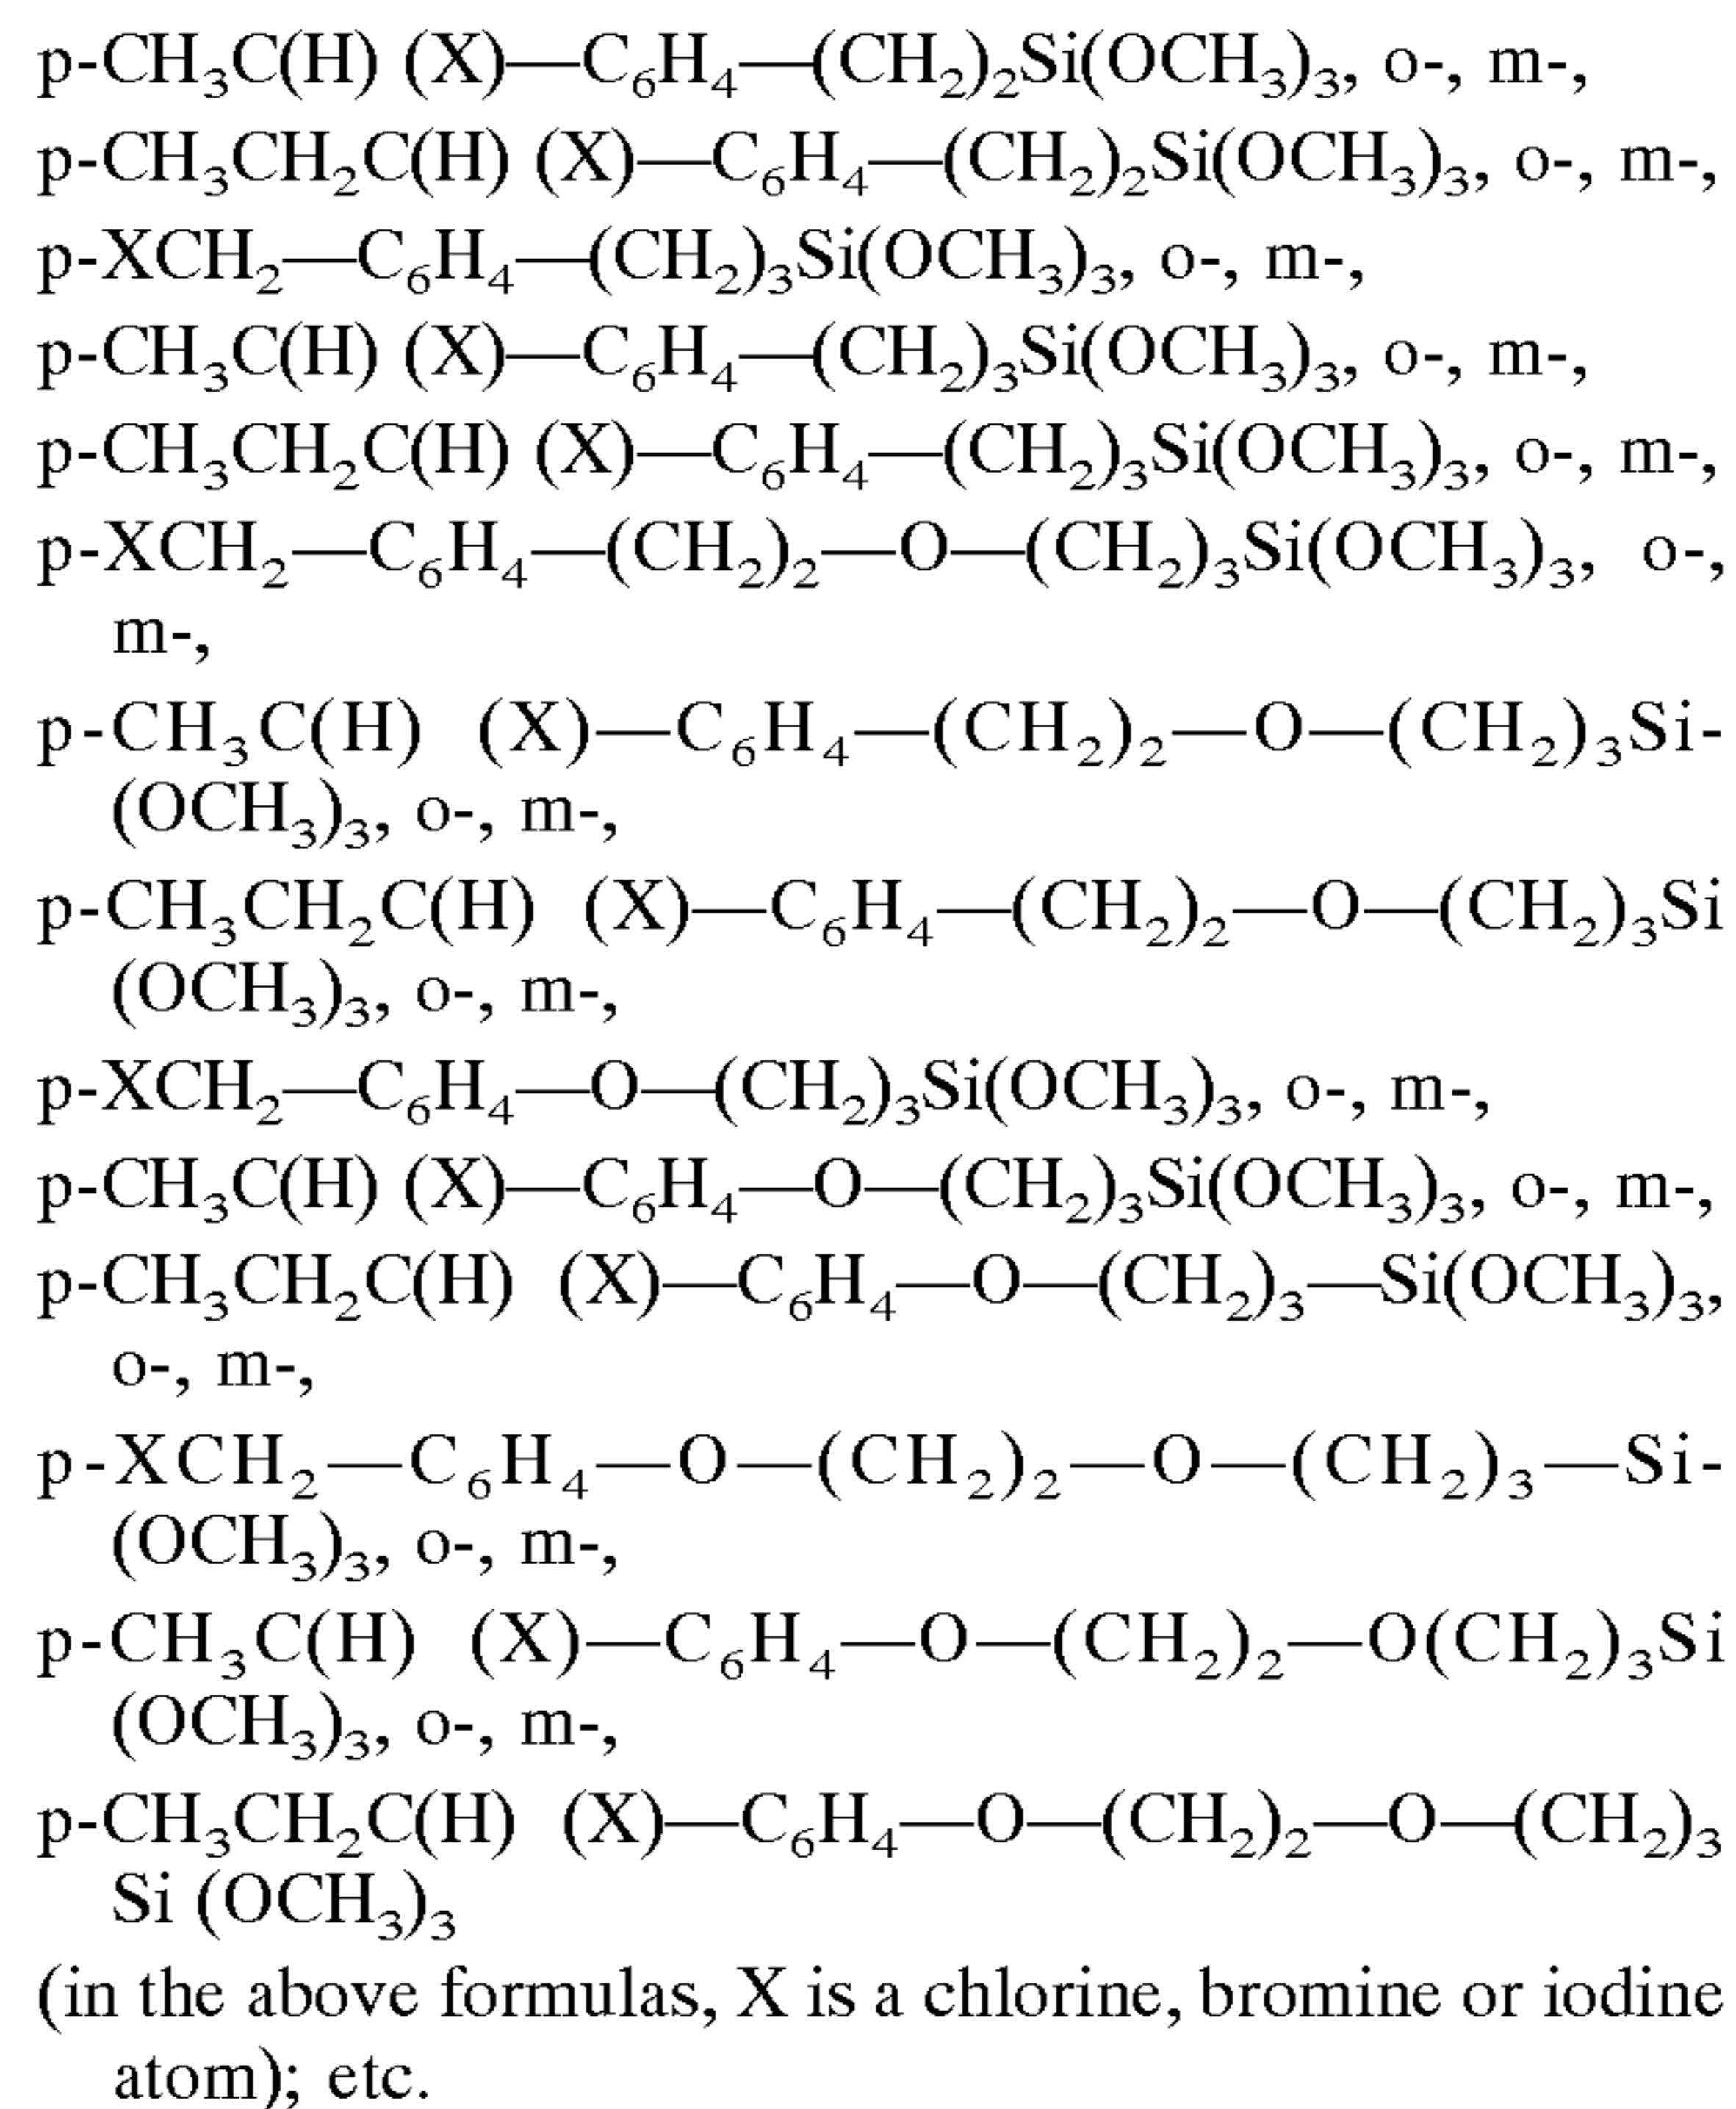 p-CH₃C(H) (X)—C₆H₄—(CH₂)₂Si(OCH₃)₃, o-, m-,
p-CH₃CH₂C(H) (X)—C₆H₄—(CH₂)₂Si(OCH₃)₃, o-, m-,
p-XCH₂—C₆H₄—(CH₂)₃Si(OCH₃)₃, o-, m-,
p-CH₃C(H) (X)—C₆H₄—(CH₂)₃Si(OCH₃)₃, o-, m-,
p-CH₃CH₂C(H) (X)—C₆H₄—(CH₂)₃Si(OCH₃)₃, o-, m-,
p-XCH₂—C₆H₄—(CH₂)₂—O—(CH₂)₃Si(OCH₃)₃, o-,
m-,
p-CH₃C(H) (X)—C₆H₄—(CH₂)₂—O—(CH₂)₃Si-
(OCH₃)₃, o-, m-,
p-CH₃CH₂C(H) (X)—C₆H₄—(CH₂)₂—O—(CH₂)₃Si
(OCH₃)₃, o-, m-,
p-XCH₂—C₆H₄—O—(CH₂)₃Si(OCH₃)₃, o-, m-,
p-CH₃C(H) (X)—C₆H₄—O—(CH₂)₃Si(OCH₃)₃, o-, m-,
p-CH₃CH₂C(H) (X)—C₆H₄—O—(CH₂)₃—Si(OCH₃)₃,
o-, m-,
p-XCH₂—C₆H₄—O—(CH₂)₂—O—(CH₂)₃—Si-
(OCH₃)₃, o-, m-,
p-CH₃C(H) (X)—C₆H₄—O—(CH₂)₂—O(CH₂)₃Si
(OCH₃)₃, o-, m-,
p-CH₃CH₂C(H) (X)—C₆H₄—O—(CH₂)₂—O—(CH₂)₃
Si (OCH₃)₃
(in the above formulas, X is a chlorine, bromine or iodine
atom); etc.